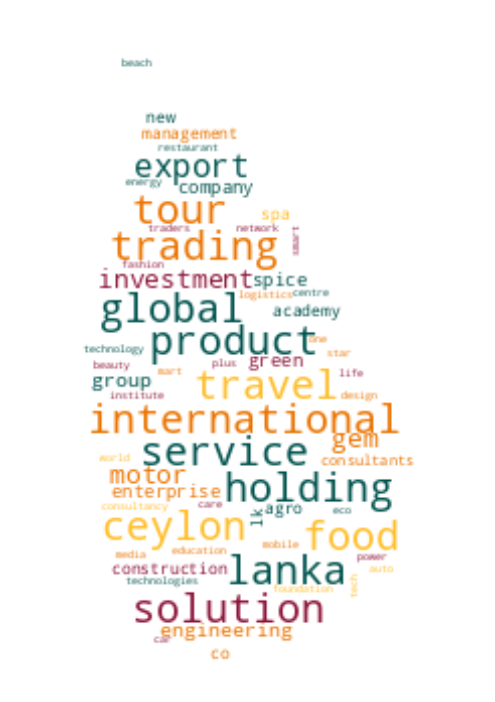 beach
new
management
restaurant
export
energy
company
tour
spa
traders
network
smart
trading
fashion
investment
spice
logistics
centre
global
academy
product
one
technology
star
beauty
plus
green
mart
life
group
travel
institute
design
international
service
gem
world
consultants
motor
holding
enterprise
consultancy
care
agro
eco
lk
ceylon
food
mobile
education
media
power
construction
lanka
auto
technologies
tech
foundation
solution
engineering
car
co